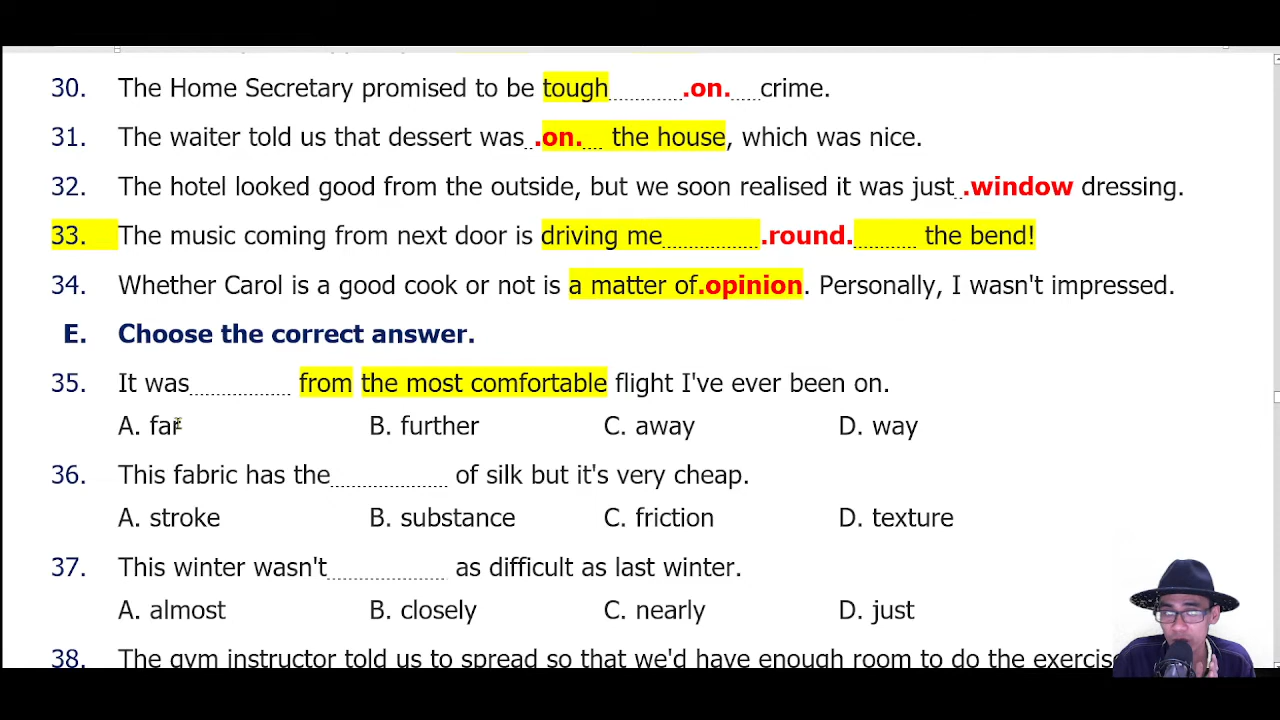 30. The Home Secretary promised to be tough..........on.....crime.
31. The waiter told us that dessert was..on.... the house, which was nice.
32. The hotel looked good from the outside, but we soon realised it was just..window dressing.
33. The music coming from next door is driving me..............round........... the bend!
34. Whether Carol is a good cook or not is a matter of.opinion. Personally, I wasn't impressed.
E. Choose the correct answer.
35. It was............... from the most comfortable flight I've ever been on.
A. far B. further C. away D. way
36. This fabric has the................. of silk but it's very cheap.
A. stroke B. substance C. friction D. texture
37. This winter wasn't................. as difficult as last winter.
A. almost B. closely C. nearly D. just
38. The gym instructor told us to spread so that we'd have enough room to do the exercis